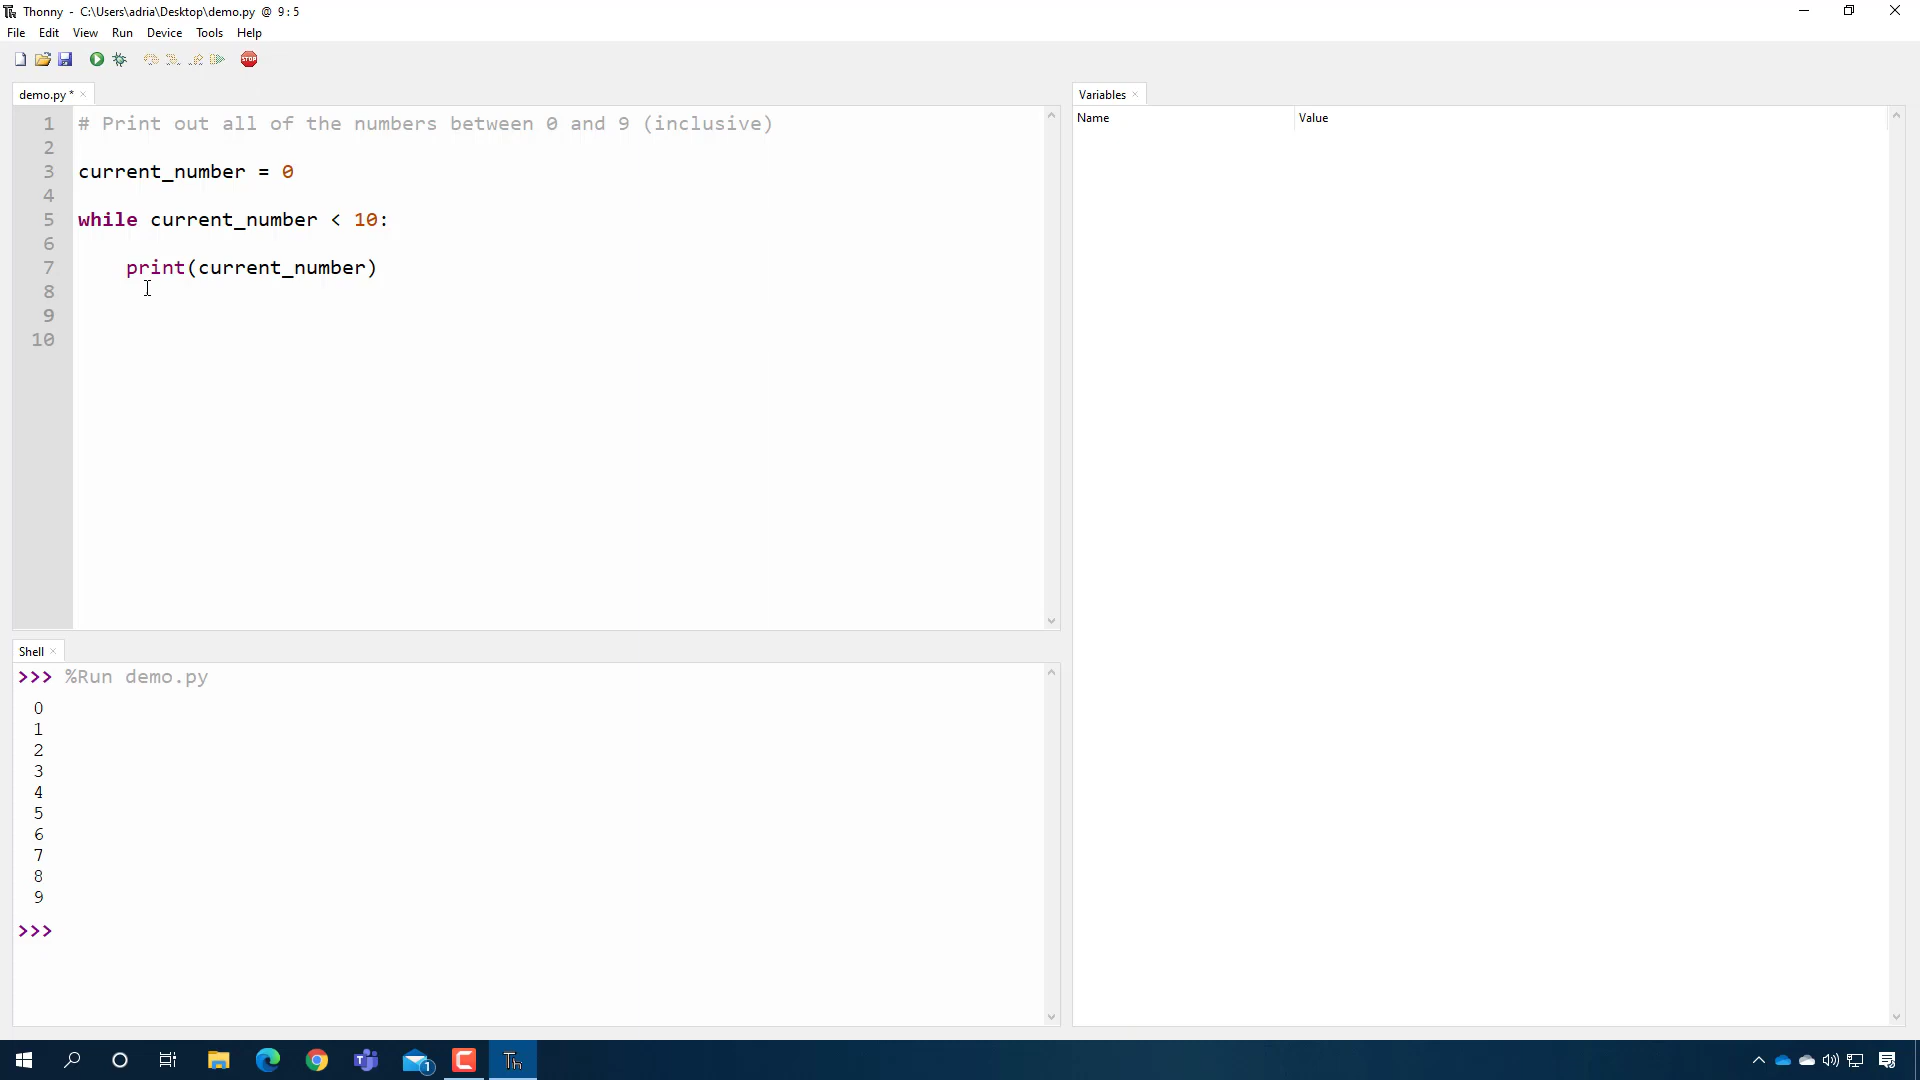 Thonny - C:\Users\adria\Desktop\demo.py @ 9:5
File Edit View Run Device Tools Help
STOP
demo.py *
Variables
1 # Print out all of the numbers between 0 and 9 (inclusive)
Name Value
2
3 current_number = 0
4
5 while current_number < 10:
6
7 print(current_number)
8
9
10
Shell
>>> %Run demo.py
0
1
2
3
4
5
6
7
8
9
>>>
1
Th